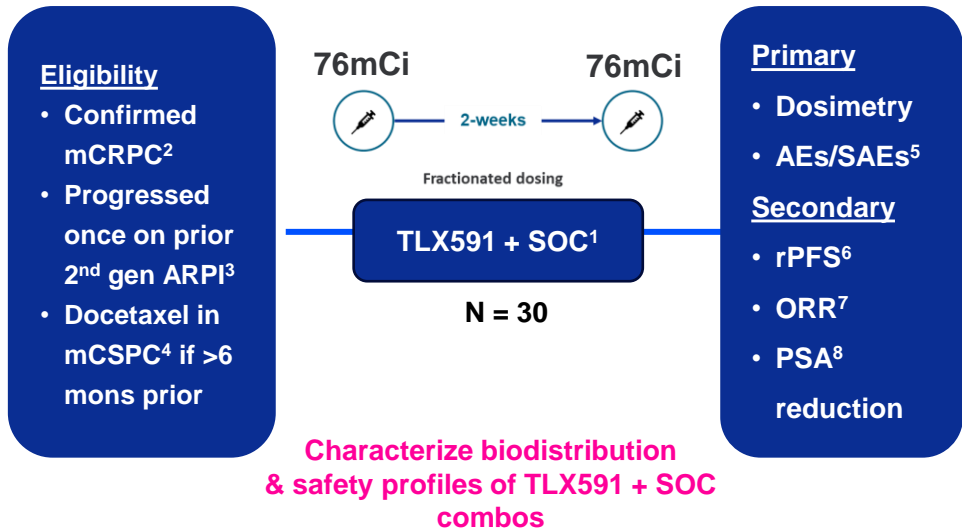 Eligibility
• Confirmed
mCRPC²
• Progressed
once on prior
2ⁿᵈ gen ARPI³
• Docetaxel in
mCSPC⁴ if >6
mons prior
76mCi
76mCi
2-weeks
Fractionated dosing
TLX591 + SOC¹
N = 30
Characterize biodistribution
& safety profiles of TLX591 + SOC
combos
Primary
• Dosimetry
• AEs/SAEs⁵
Secondary
• rPFS⁶
• ORR⁷
• PSA⁸
reduction